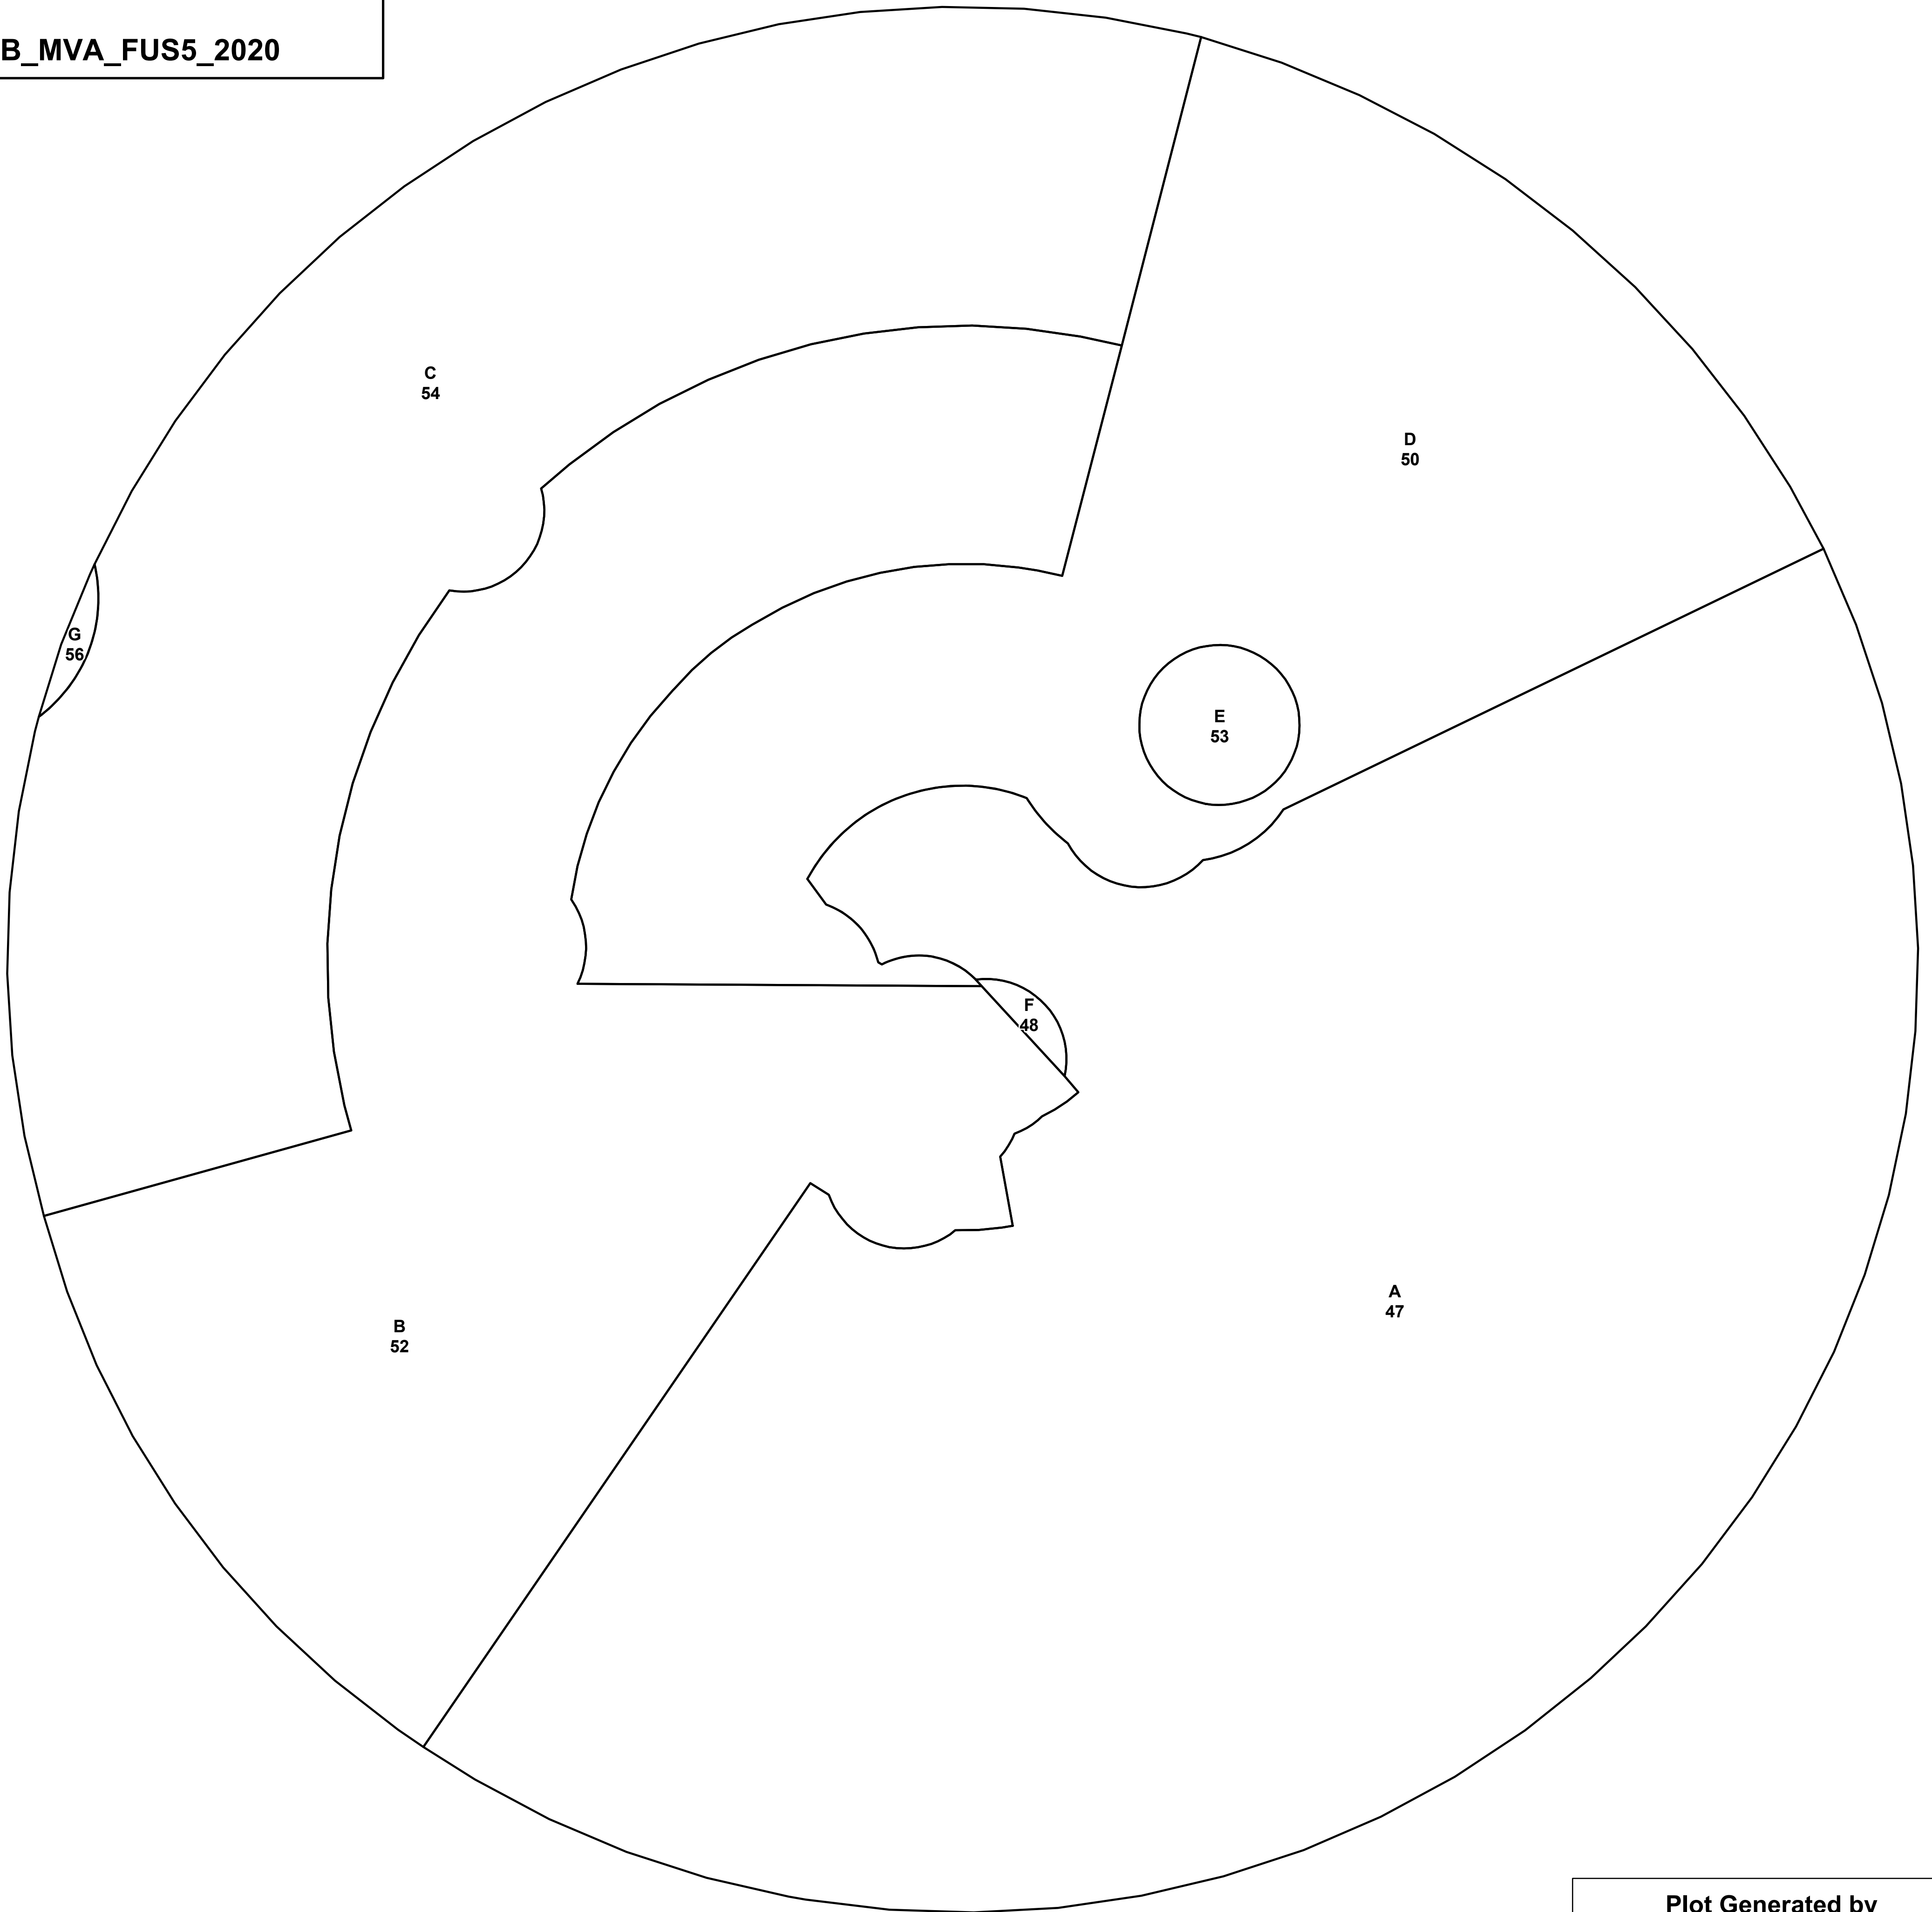 B_MVA_FUS5_2020
C
54
D
50
G
56
E
53
F
48
A
47
B
52
Plot Generated by